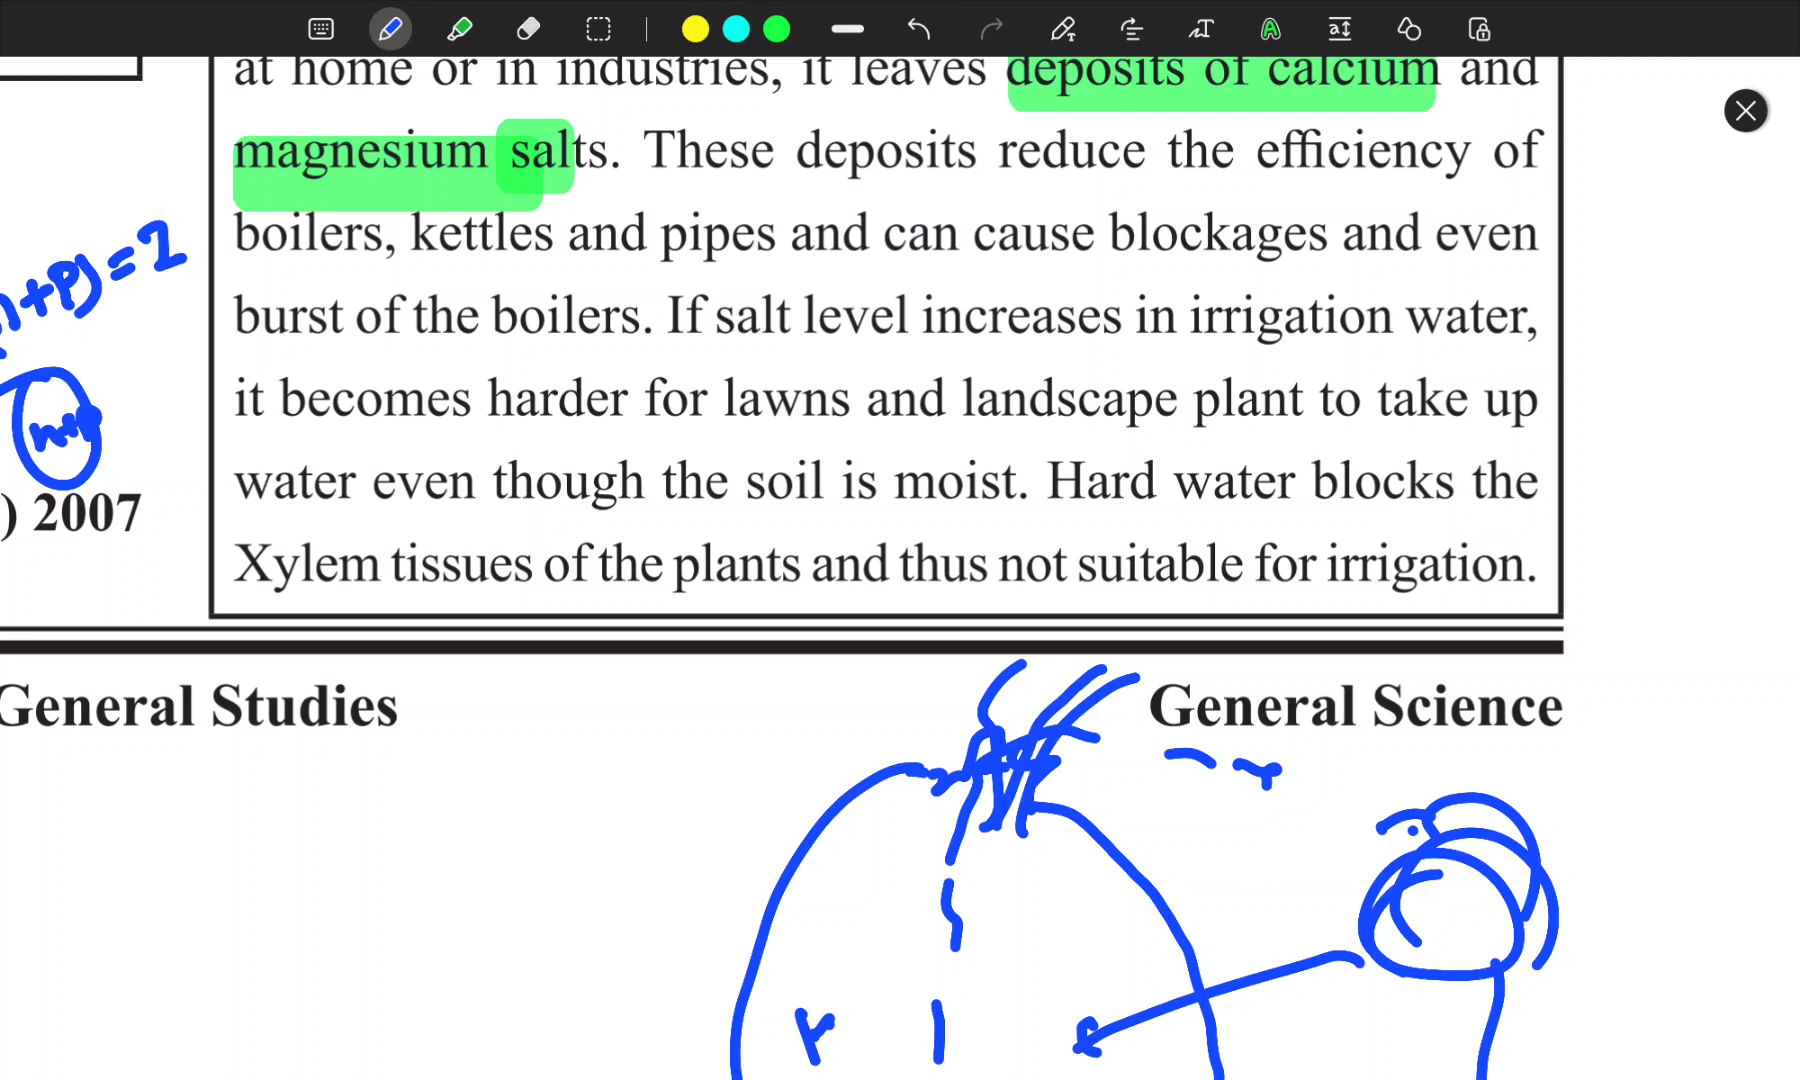 at home or in industries, it leaves deposits of calcium and
magnesium salts. These deposits reduce the efficiency of
boilers, kettles and pipes and can cause blockages and even
burst of the boilers. If salt level increases in irrigation water,
it becomes harder for lawns and landscape plant to take up
water even though the soil is moist. Hard water blocks the
Xylem tissues of the plants and thus not suitable for irrigation.
+P)=2
n+p
) 2007
General Studies
General Science